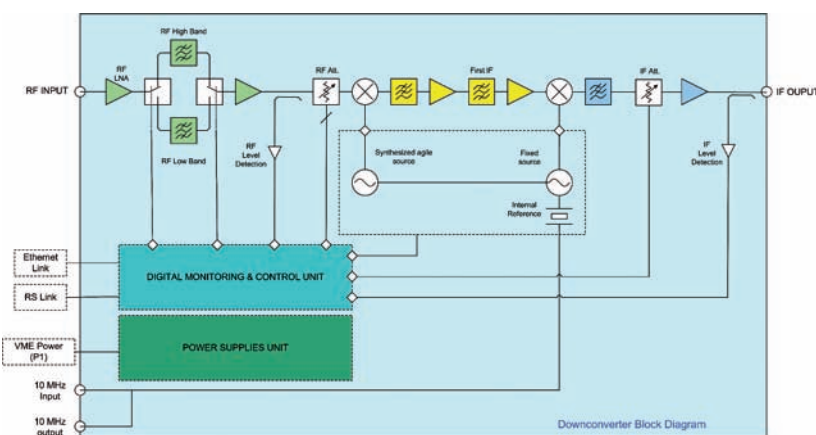 RF High Band
RF
LNA
RF Att.
First IF
IF Att.
RF INPUT
IF OUPUT
RF Low Band
RF
Level
Detection
Synthesized agile
source
Fixed
source
IF
Level
Detection
Internal
Reference
Ethernet
Link
DIGITAL MONITORING & CONTROL UNIT
RS Link
VME Power
(P1)
POWER SUPPLIES UNIT
10 MHz
Input
10 MHz
output
Downconverter Block Diagram